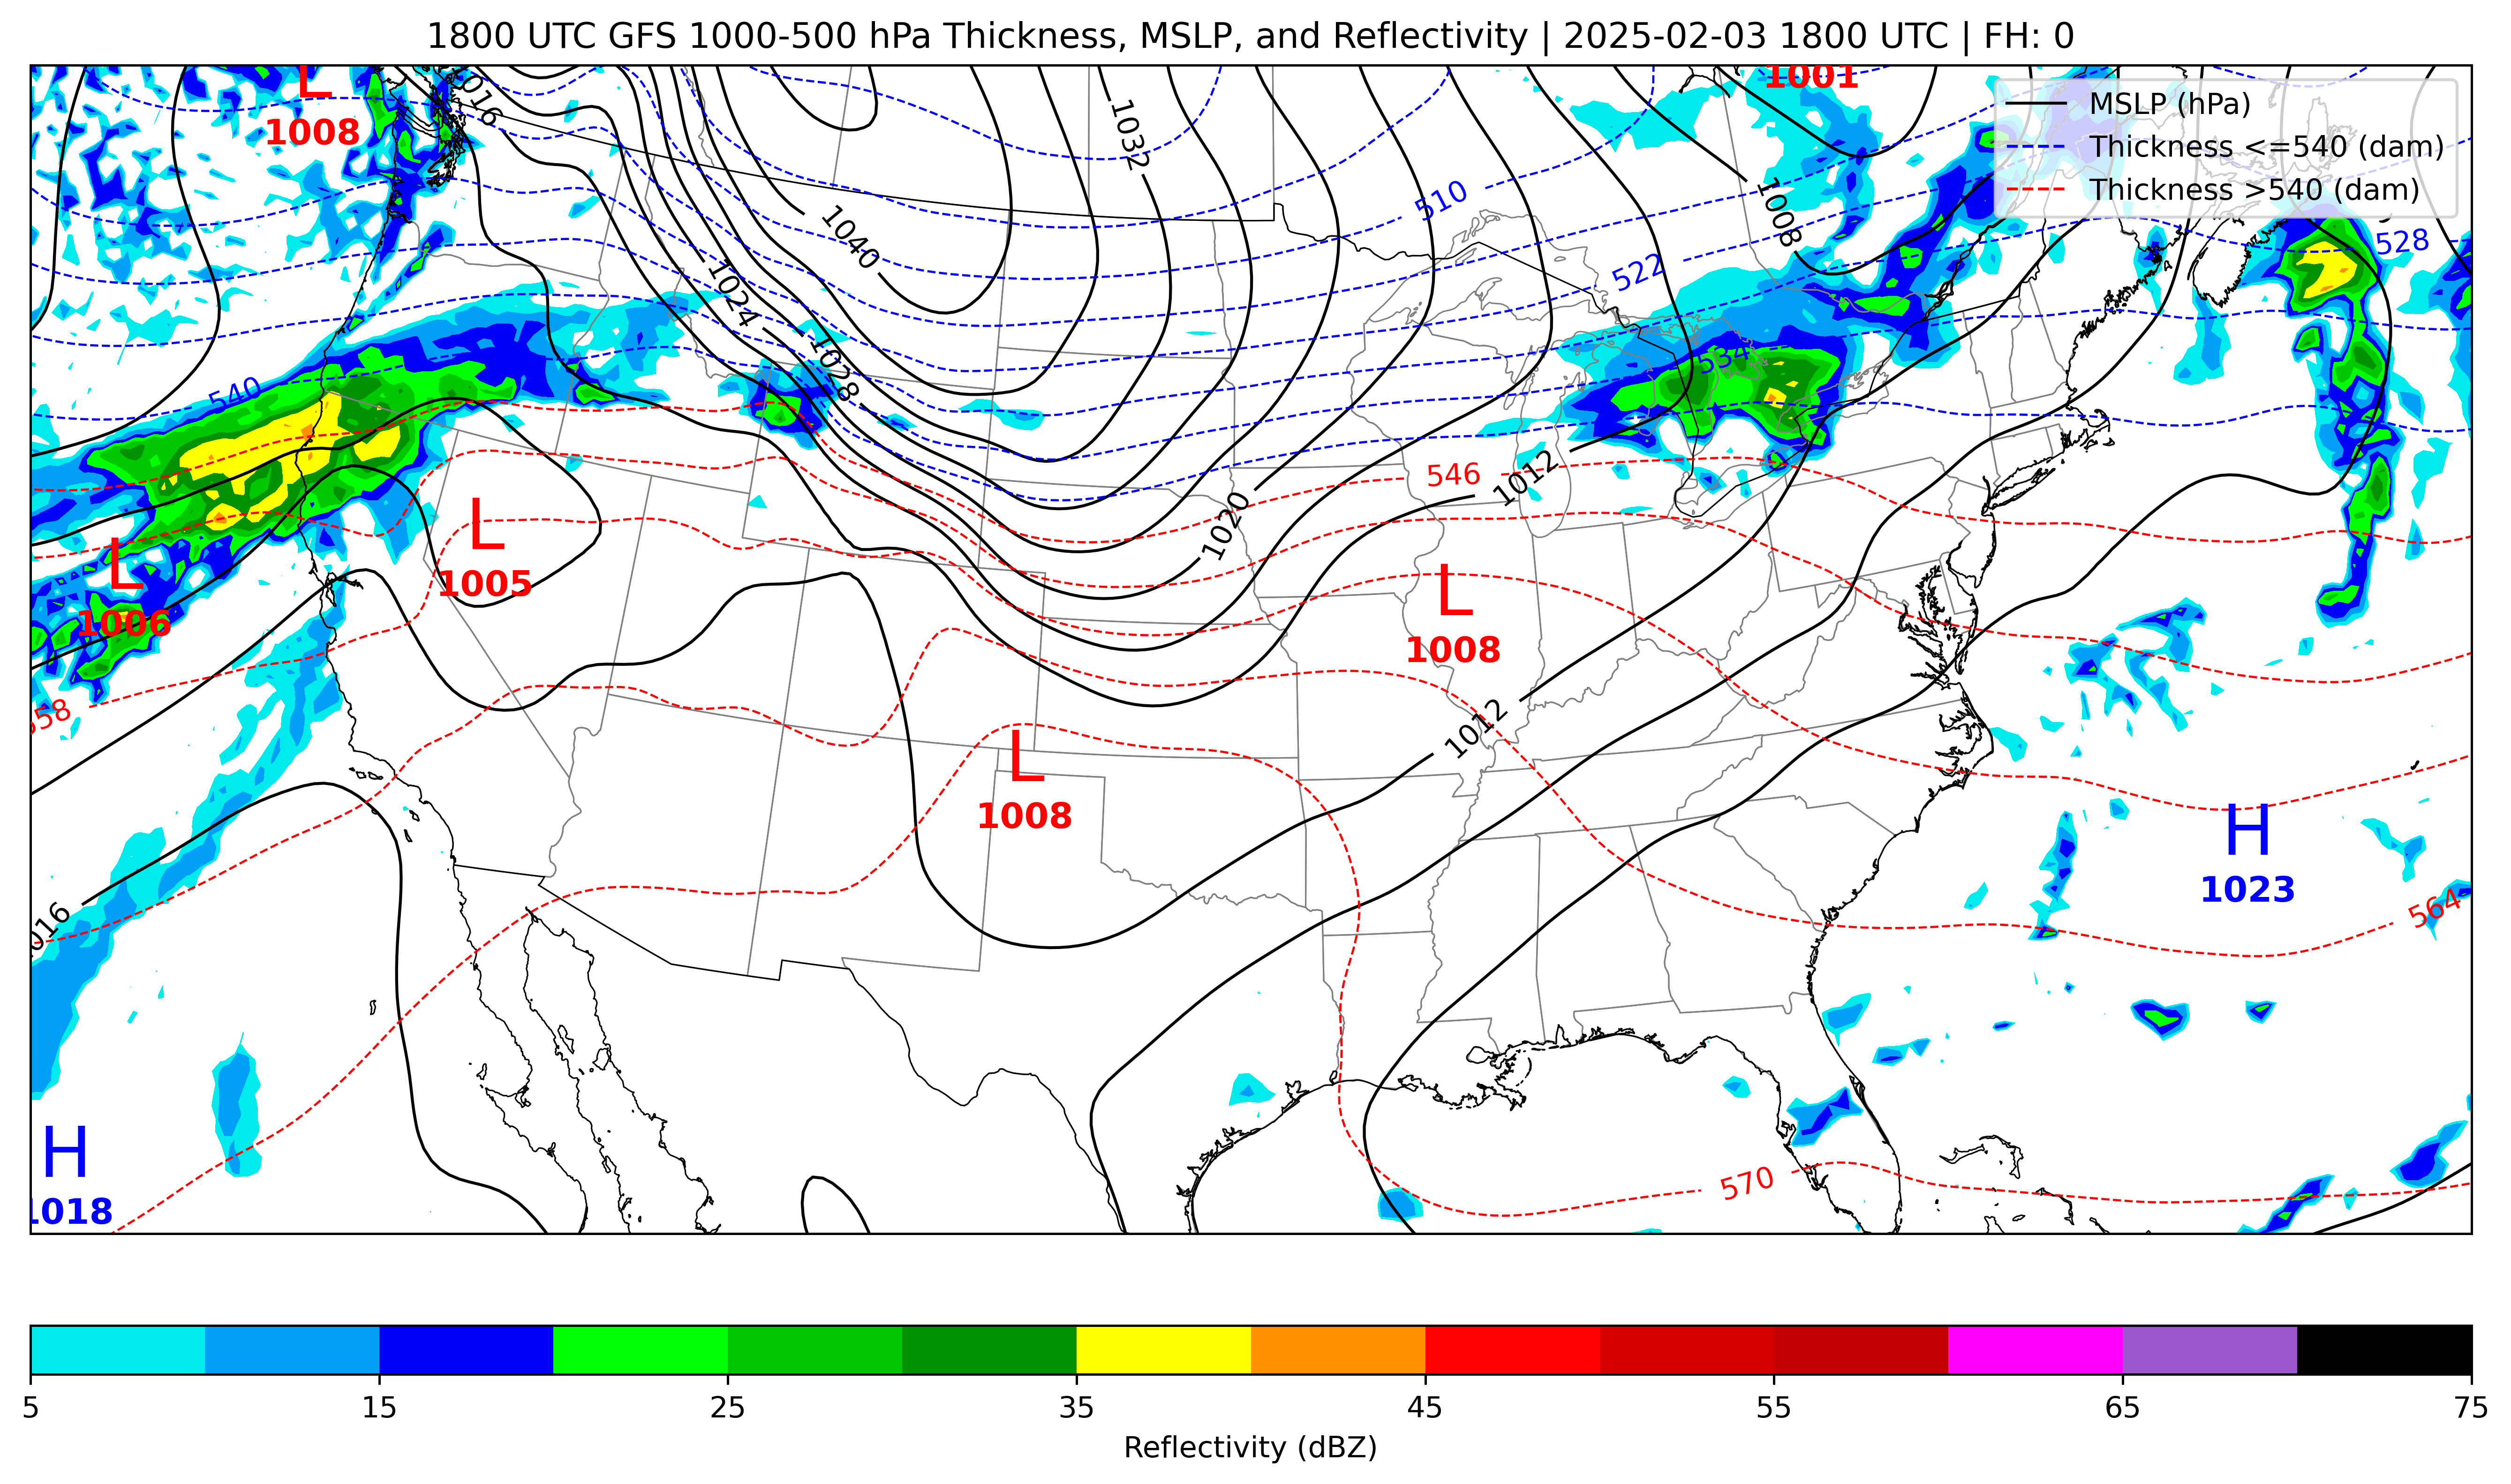 1800 UTC GFS 1000-500 hPa Thickness, MSLP, and Reflectivity | 2025-02-03 1800 UTC | FH: 0
L
1008
1016
1032
1001
MSLP (hPa)
Thickness <=540 (dam)
Thickness >540 (dam)
510
1008
1040
522
528
1024
1028
534
540
546
1012
L
1005
L
1006
1020
L
1008
558
1012
L
1008
H
1023
564
1016
H
1018
570
5 15 25 35 45 55 65 75
Reflectivity (dBZ)